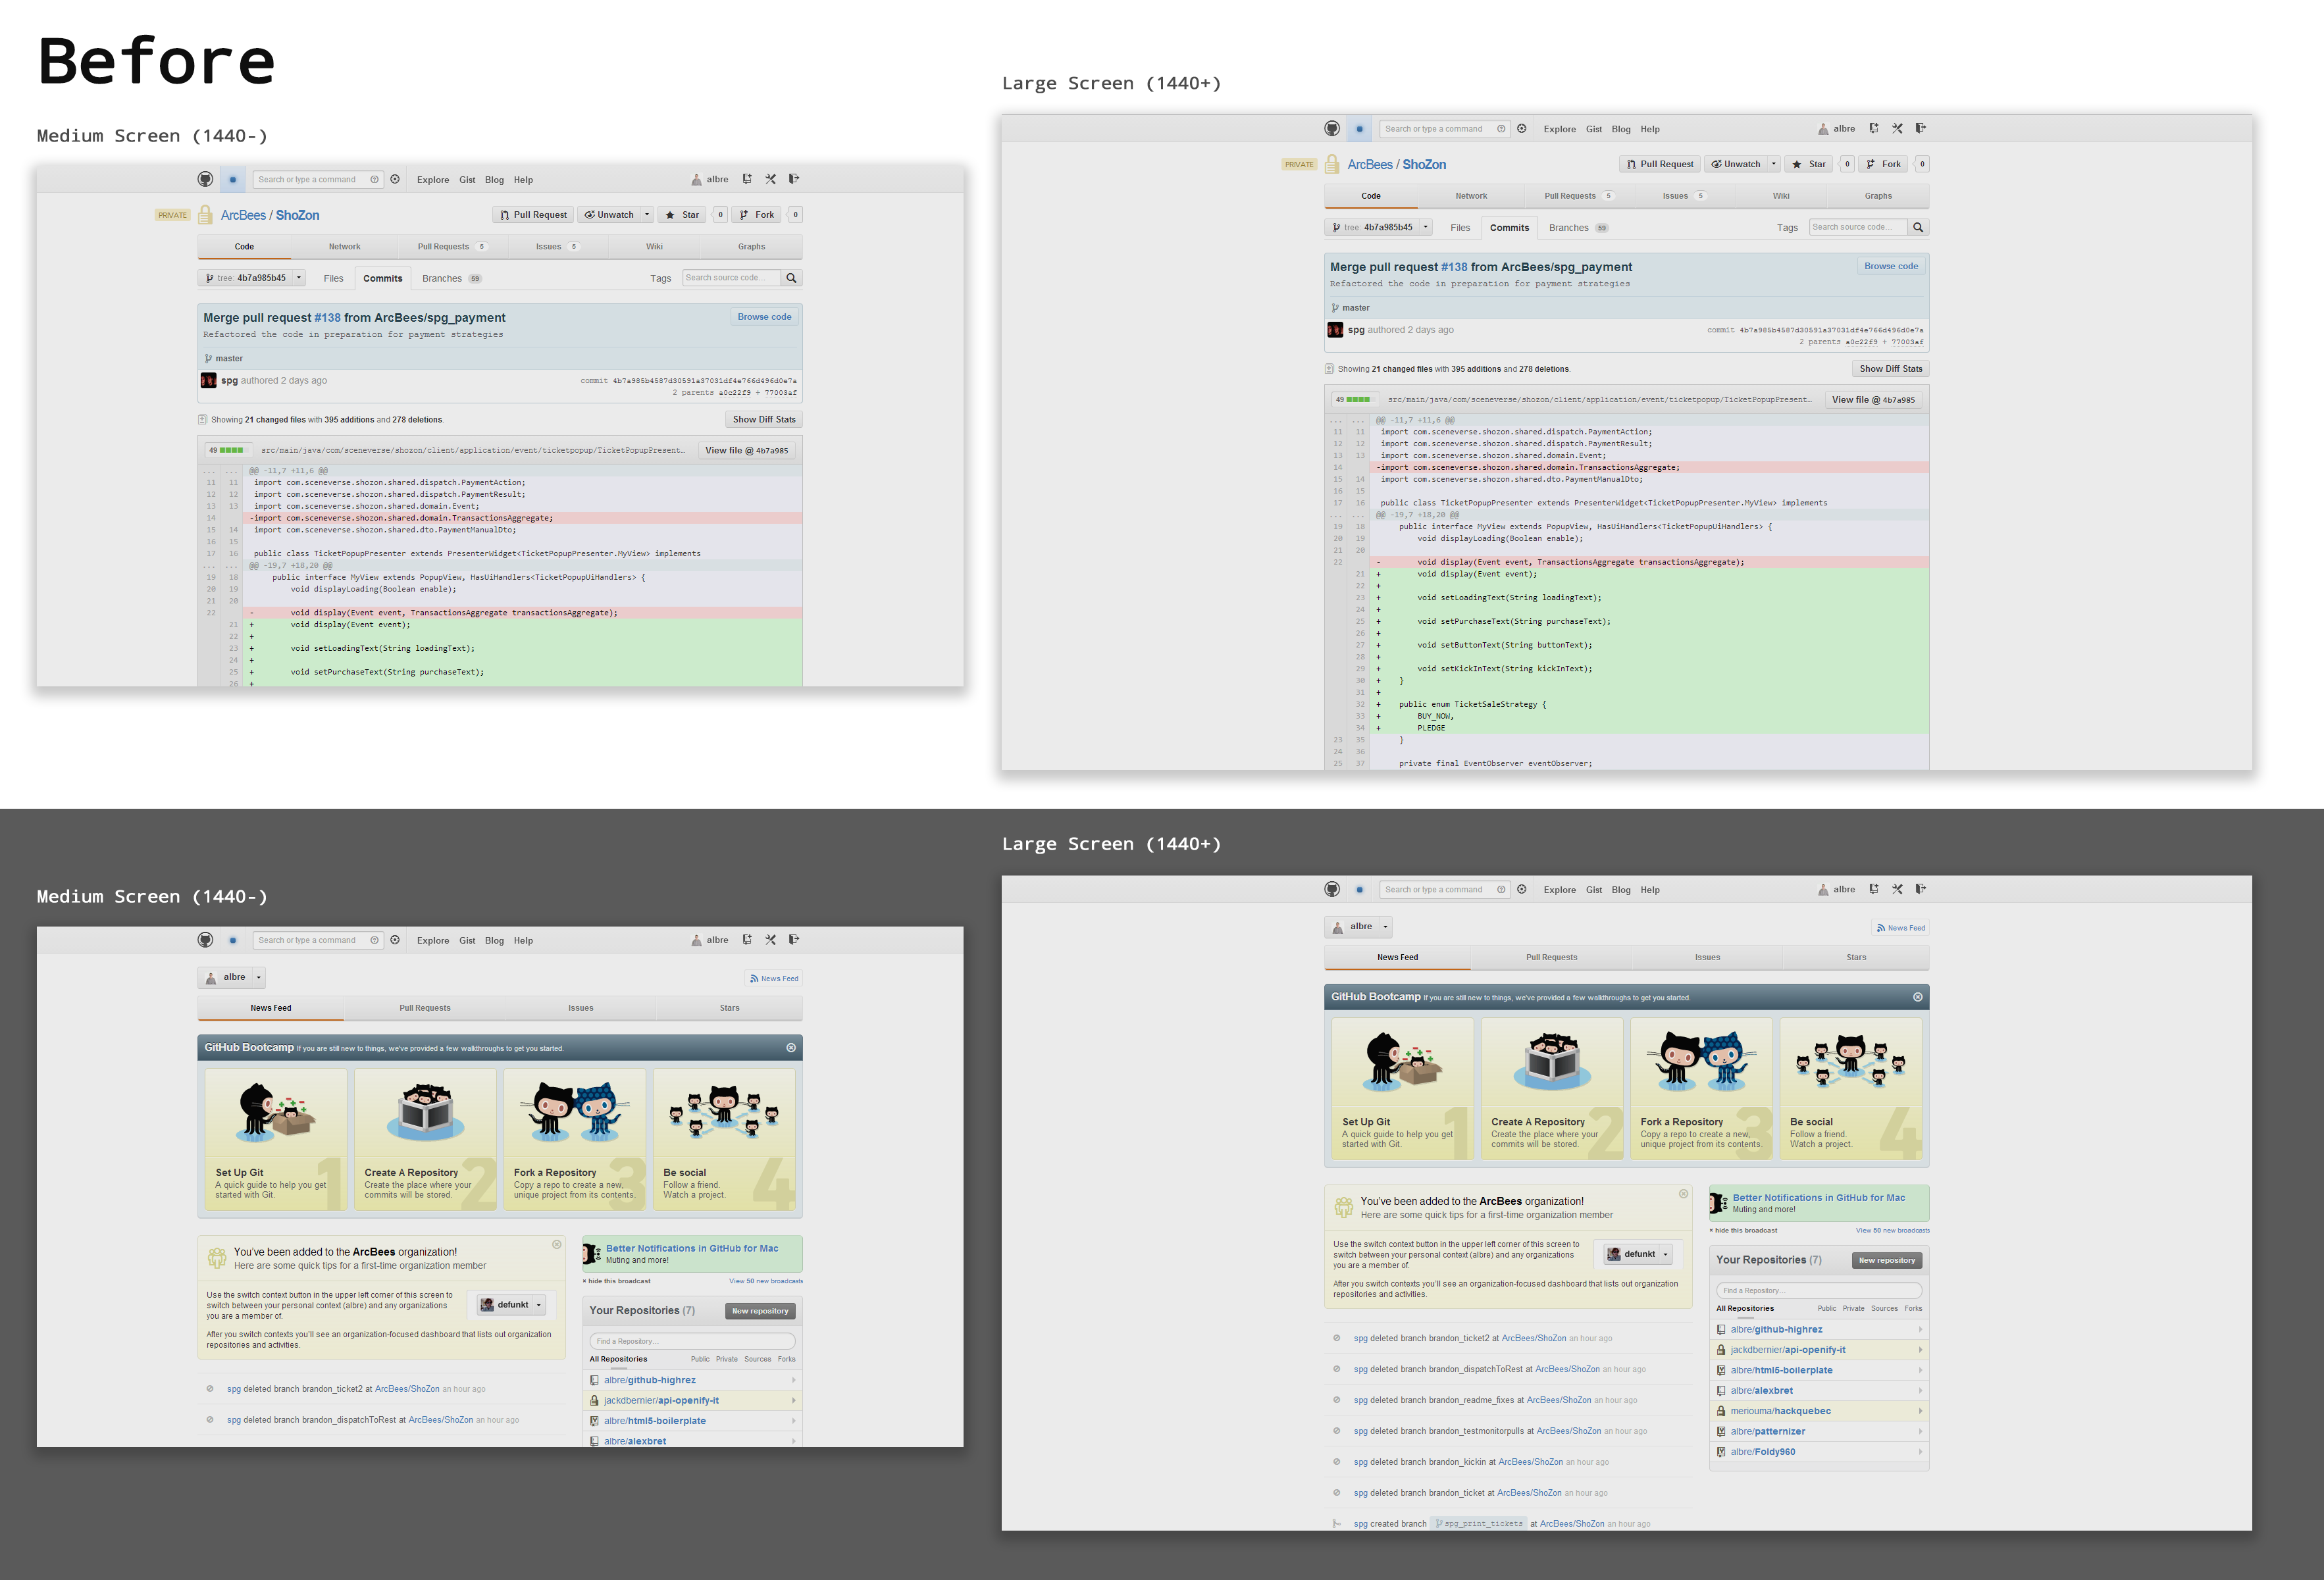 Before
Medium Screen (1440-)
Search or type a command
Explore Gist Blog Help
albre
PRIVATE ArcBees / ShoZon
Pull Request Unwatch Star 0 Fork 0
Code Network Pull Requests 5 Issues 5 Wiki Graphs
tree: 4b7a985b45 Files Commits Branches 59 Tags Search source code...
Merge pull request #138 from ArcBees/spg_payment Browse code
Refactored the code in preparation for payment strategies
master
spg authored 2 days ago commit 4b7a985b4587d30591a37031df4e766d496d0e7a
2 parents a0c22f9 + 77003af
Showing 21 changed files with 395 additions and 278 deletions. Show Diff Stats
49 src/main/java/com/sceneverse/shozon/client/application/event/ticketpopup/TicketPopupPresent... View file @ 4b7a985
... ... @@ -11,7 +11,6 @@
11 11 import com.sceneverse.shozon.shared.dispatch.PaymentAction;
12 12 import com.sceneverse.shozon.shared.dispatch.PaymentResult;
13 13 import com.sceneverse.shozon.shared.domain.Event;
14 -import com.sceneverse.shozon.shared.domain.TransactionsAggregate;
15 14 import com.sceneverse.shozon.shared.dto.PaymentManualDto;
16 15
17 16 public class TicketPopupPresenter extends PresenterWidget<TicketPopupPresenter.MyView> implements
... ... @@ -19,7 +18,20 @@
19 18 public interface MyView extends PopupView, HasUiHandlers<TicketPopupUiHandlers> {
20 19 void displayLoading(Boolean enable);
21 20
22 - void display(Event event, TransactionsAggregate transactionsAggregate);
21 + void display(Event event);
22 +
23 + void setLoadingText(String loadingText);
24 +
25 + void setPurchaseText(String purchaseText);
26 +
Large Screen (1440+)
Search or type a command
Explore Gist Blog Help
albre
PRIVATE ArcBees / ShoZon
Pull Request Unwatch Star 0 Fork 0
Code Network Pull Requests 5 Issues 5 Wiki Graphs
tree: 4b7a985b45 Files Commits Branches 59 Tags Search source code...
Merge pull request #138 from ArcBees/spg_payment Browse code
Refactored the code in preparation for payment strategies
master
spg authored 2 days ago commit 4b7a985b4587d30591a37031df4e766d496d0e7a
2 parents a0c22f9 + 77003af
Showing 21 changed files with 395 additions and 278 deletions. Show Diff Stats
49 src/main/java/com/sceneverse/shozon/client/application/event/ticketpopup/TicketPopupPresent... View file @ 4b7a985
... ... @@ -11,7 +11,6 @@
11 11 import com.sceneverse.shozon.shared.dispatch.PaymentAction;
12 12 import com.sceneverse.shozon.shared.dispatch.PaymentResult;
13 13 import com.sceneverse.shozon.shared.domain.Event;
14 -import com.sceneverse.shozon.shared.domain.TransactionsAggregate;
15 14 import com.sceneverse.shozon.shared.dto.PaymentManualDto;
16 15
17 16 public class TicketPopupPresenter extends PresenterWidget<TicketPopupPresenter.MyView> implements
... ... @@ -19,7 +18,20 @@
19 18 public interface MyView extends PopupView, HasUiHandlers<TicketPopupUiHandlers> {
20 19 void displayLoading(Boolean enable);
21 20
22 - void display(Event event, TransactionsAggregate transactionsAggregate);
21 + void display(Event event);
22 +
23 + void setLoadingText(String loadingText);
24 +
25 + void setPurchaseText(String purchaseText);
26 +
27 + void setButtonText(String buttonText);
28 +
29 + void setKickInText(String kickInText);
30 + }
31 +
32 + public enum TicketSaleStrategy {
33 + BUY_NOW,
34 + PLEDGE
23 35 }
24 36
25 37 private final EventObserver eventObserver;
Medium Screen (1440-)
Search or type a command
Explore Gist Blog Help
albre
albre News Feed
News Feed Pull Requests Issues Stars
GitHub Bootcamp If you are still new to things, we've provided a few walkthroughs to get you started.
1
Set Up Git
A quick guide to help you get
started with Git.
2
Create A Repository
Create the place where your
commits will be stored.
3
Fork a Repository
Copy a repo to create a new,
unique project from its contents.
4
Be social
Follow a friend.
Watch a project.
You've been added to the ArcBees organization!
Here are some quick tips for a first-time organization member
Use the switch context button in the upper left corner of this screen to
switch between your personal context (albre) and any organizations
you are a member of.
defunkt
After you switch contexts you'll see an organization-focused dashboard that lists out organization
repositories and activities.
spg deleted branch brandon_ticket2 at ArcBees/ShoZon an hour ago
spg deleted branch brandon_dispatchToRest at ArcBees/ShoZon an hour ago
Better Notifications in GitHub for Mac
Muting and more!
× hide this broadcast View 50 new broadcasts
Your Repositories (7) New repository
Find a Repository...
All Repositories Public Private Sources Forks
albre/github-highrez
jackdbernier/api-openify-it
albre/html5-boilerplate
albre/alexbret
Large Screen (1440+)
Search or type a command
Explore Gist Blog Help
albre
albre News Feed
News Feed Pull Requests Issues Stars
GitHub Bootcamp If you are still new to things, we've provided a few walkthroughs to get you started.
1
Set Up Git
A quick guide to help you get
started with Git.
2
Create A Repository
Create the place where your
commits will be stored.
3
Fork a Repository
Copy a repo to create a new,
unique project from its contents.
4
Be social
Follow a friend.
Watch a project.
You've been added to the ArcBees organization!
Here are some quick tips for a first-time organization member
Use the switch context button in the upper left corner of this screen to
switch between your personal context (albre) and any organizations
you are a member of.
defunkt
After you switch contexts you'll see an organization-focused dashboard that lists out organization
repositories and activities.
spg deleted branch brandon_ticket2 at ArcBees/ShoZon an hour ago
spg deleted branch brandon_dispatchToRest at ArcBees/ShoZon an hour ago
spg deleted branch brandon_readme_fixes at ArcBees/ShoZon an hour ago
spg deleted branch brandon_testmonitorpulls at ArcBees/ShoZon an hour ago
spg deleted branch brandon_kickin at ArcBees/ShoZon an hour ago
spg deleted branch brandon_ticket at ArcBees/ShoZon an hour ago
spg created branch spg_print_tickets at ArcBees/ShoZon an hour ago
Better Notifications in GitHub for Mac
Muting and more!
× hide this broadcast View 50 new broadcasts
Your Repositories (7) New repository
Find a Repository...
All Repositories Public Private Sources Forks
albre/github-highrez
jackdbernier/api-openify-it
albre/html5-boilerplate
albre/alexbret
meriouma/hackquebec
albre/patternizer
albre/Foldy960